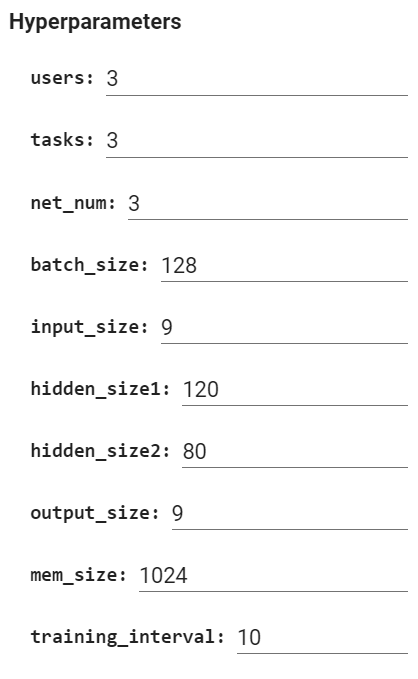 Hyperparameters
users: 3
tasks: 3
net_num: 3
batch_size: 128
input_size: 9
hidden_size1: 120
hidden_size2: 80
output_size: 9
mem_size: 1024
training_interval: 10